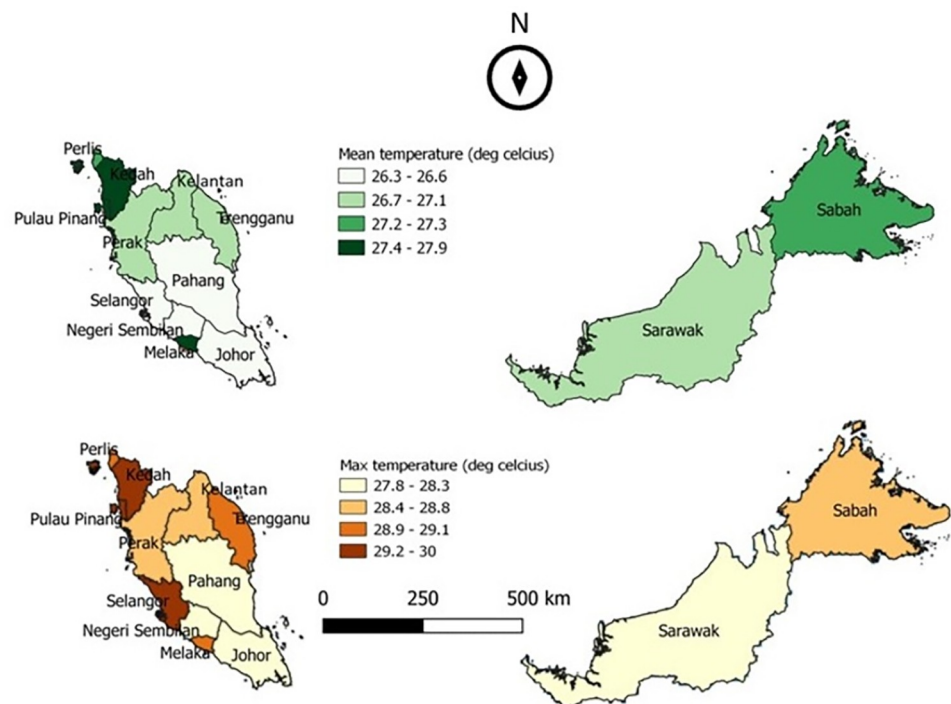 N
Mean temperature (deg celcius)
26.3 - 26.6
26.7 - 27.1
27.2 - 27.3
27.4 - 27.9
Perlis
Kedah
Kelantan
Pulau Pinang
Trengganu
Perak
Pahang
Selangor
Negeri Sembilan
Melaka
Johor
Sabah
Sarawak
Max temperature (deg celcius)
27.8 - 28.3
28.4 - 28.8
28.9 - 29.1
29.2 - 30
Perlis
Kedah
Kelantan
Pulau Pinang
Trengganu
Perak
Pahang
Selangor
Negeri Sembilan
Melaka
Johor
0 250 500 km
Sabah
Sarawak